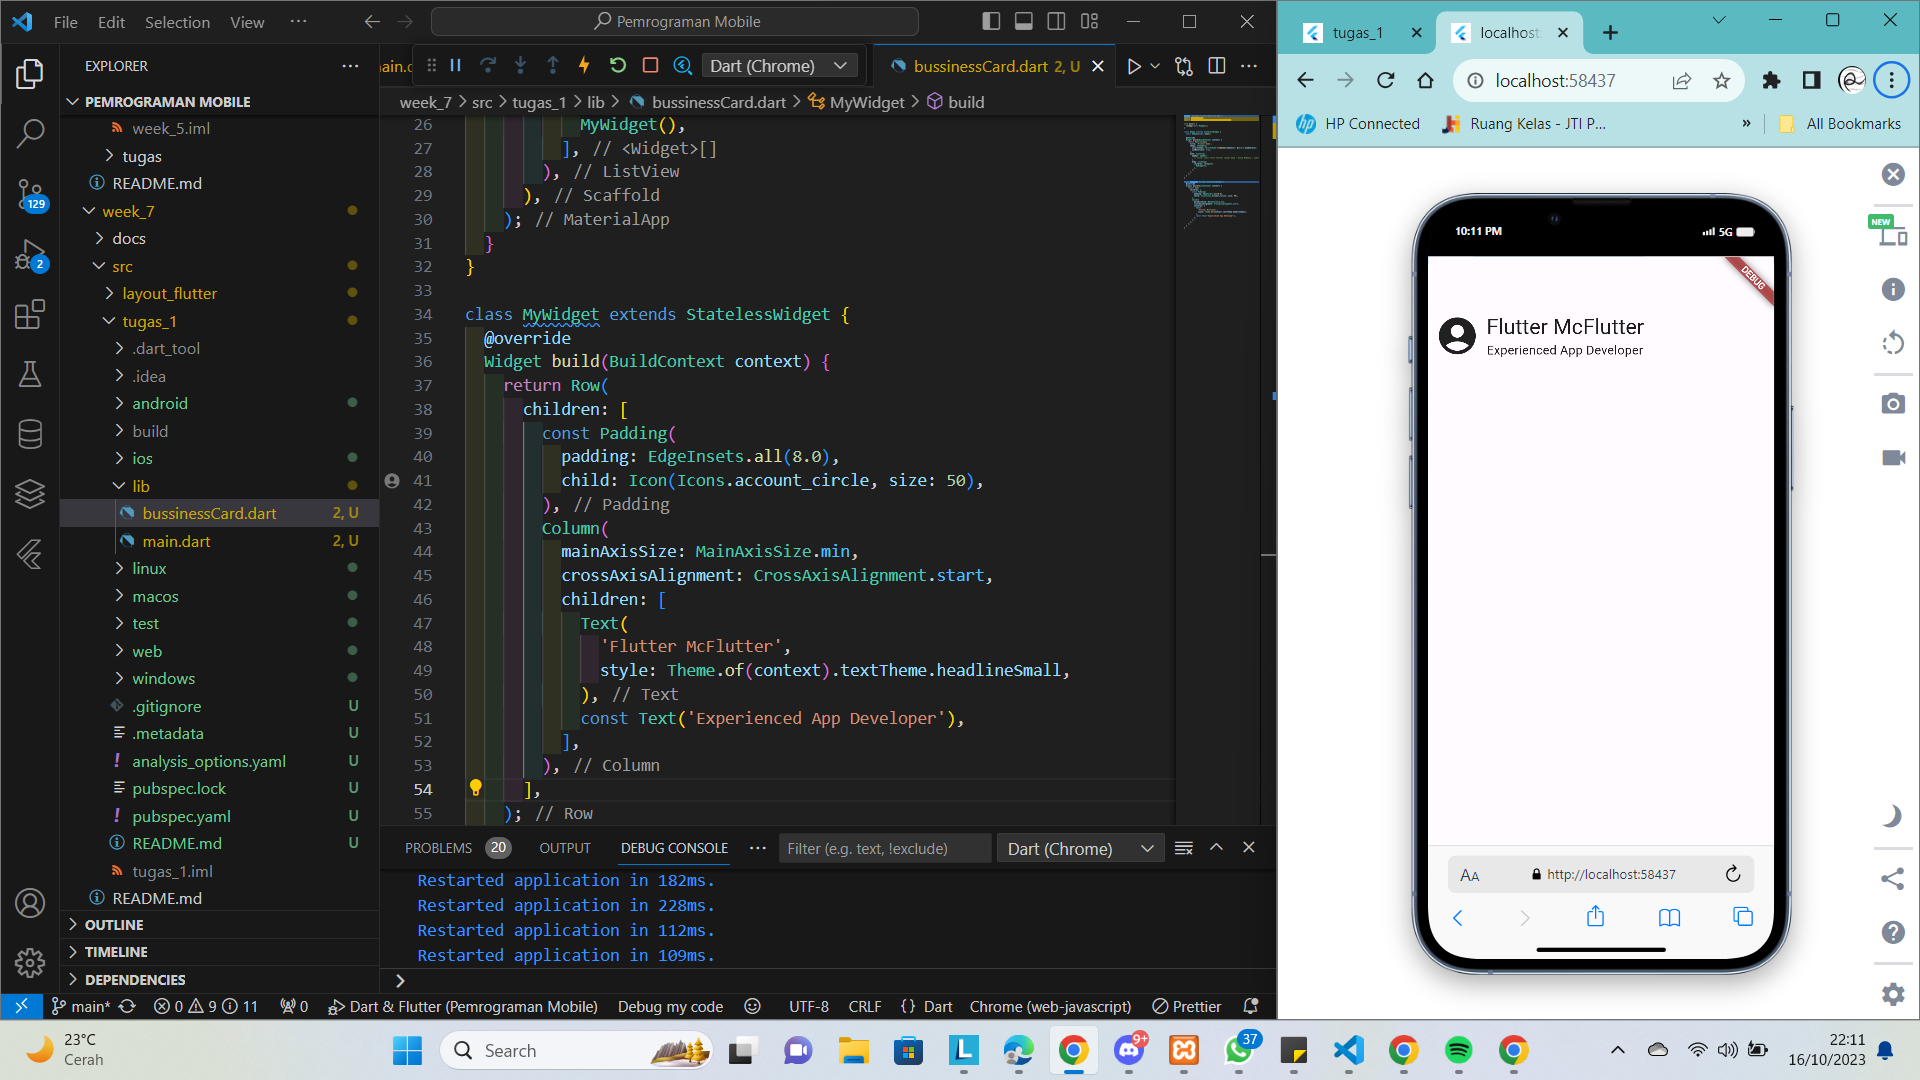 File Edit Selection View ··· Pemrograman Mobile
EXPLORER ···
PEMROGRAMAN MOBILE
week_5.iml
tugas
README.md
129
week_7
docs
2
src
layout_flutter
tugas_1
.dart_tool
.idea
android
build
ios
lib
bussinessCard.dart 2, U
main.dart 2, U
linux
macos
test
web
windows
.gitignore U
.metadata U
analysis_options.yaml U
pubspec.lock U
pubspec.yaml U
README.md U
tugas_1.iml
README.md
OUTLINE
TIMELINE
DEPENDENCIES
Dart (Chrome) bussinessCard.dart 2, U
week_7 > src > tugas_1 > lib > bussinessCard.dart > MyWidget > build
26 MyWidget(),
27 ], // <Widget>[]
28 ), // ListView
29 ), // Scaffold
30 ); // MaterialApp
31 }
32 }
33
34 class MyWidget extends StatelessWidget {
35 @override
36 Widget build(BuildContext context) {
37 return Row(
38 children: [
39 const Padding(
40 padding: EdgeInsets.all(8.0),
41 child: Icon(Icons.account_circle, size: 50),
42 ), // Padding
43 Column(
44 mainAxisSize: MainAxisSize.min,
45 crossAxisAlignment: CrossAxisAlignment.start,
46 children: [
47 Text(
48 'Flutter McFlutter',
49 style: Theme.of(context).textTheme.headlineSmall,
50 ), // Text
51 const Text('Experienced App Developer'),
52 ],
53 ), // Column
54 ],
55 ); // Row
PROBLEMS 20 OUTPUT DEBUG CONSOLE ··· Filter (e.g. text, !exclude) Dart (Chrome)
Restarted application in 182ms.
Restarted application in 228ms.
Restarted application in 112ms.
Restarted application in 109ms.
main* 0 9 11 0 Dart & Flutter (Pemrograman Mobile) Debug my code UTF-8 CRLF {} Dart Chrome (web-javascript) Prettier
tugas_1 localhost:
localhost:58437
HP Connected Ruang Kelas - JTI P... » All Bookmarks
NEW
10:11 PM 5G
DEBUG
Flutter McFlutter
Experienced App Developer
AA http://localhost:58437
23°C
Cerah
Search
9+
37
22:11
16/10/2023